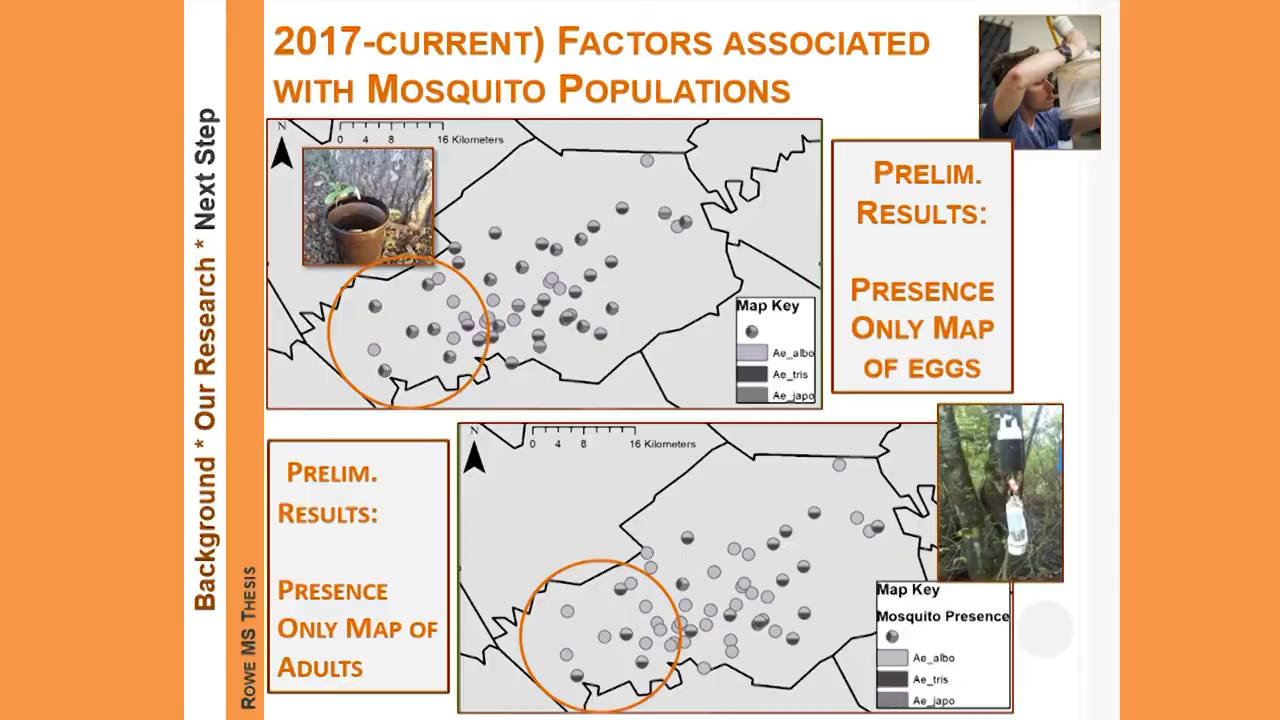 2017-CURRENT) FACTORS ASSOCIATED
WITH MOSQUITO POPULATIONS
Background * Our Research * Next Step
ROWE MS THESIS
N
0 4 8 16 Kilometers
Map Key
Ae_albo
Ae_tris
Ae_japo
PRELIM.
RESULTS:
PRESENCE
ONLY MAP
OF EGGS
PRELIM.
RESULTS:
PRESENCE
ONLY MAP OF
ADULTS
N
0 4 8 16 Kilometers
Map Key
Mosquito Presence
Ae_albo
Ae_tris
Ae_japo